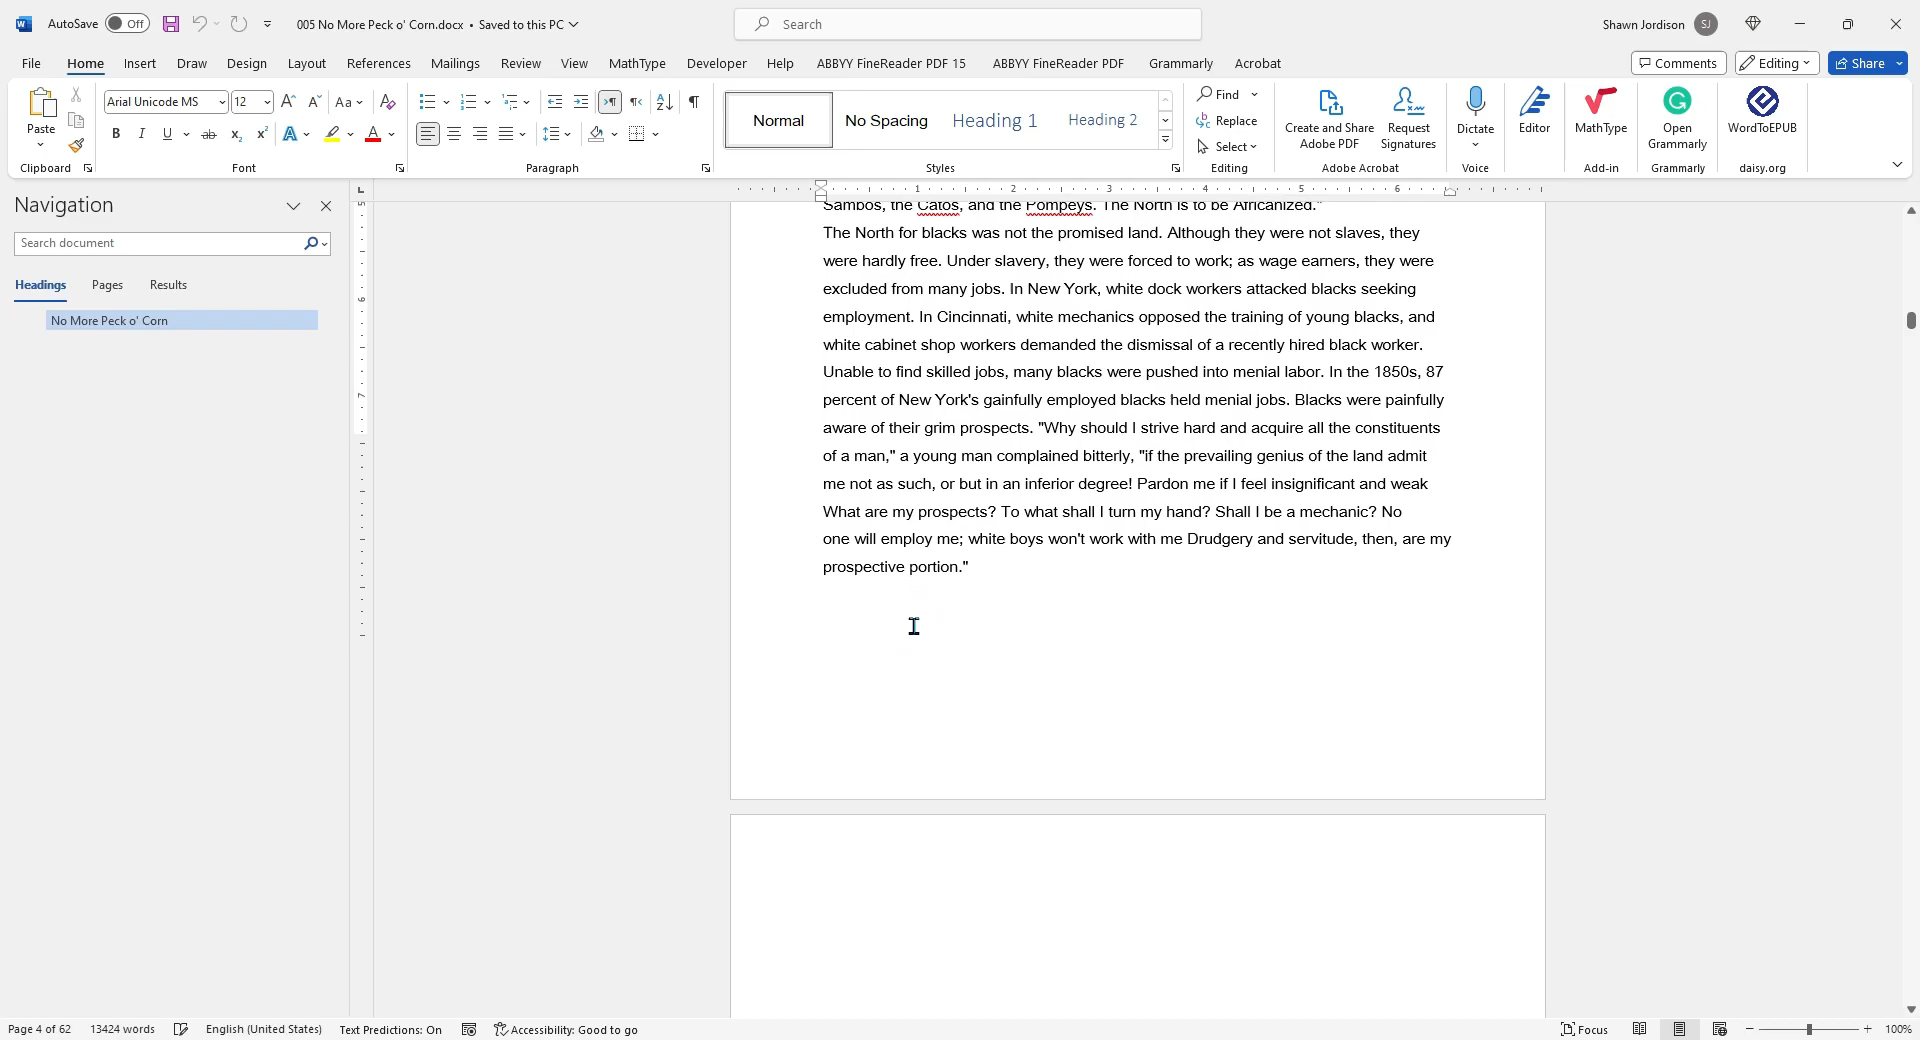 AutoSave Off 005 No More Peck o' Corn.docx • Saved to this PC Search Shawn Jordison SJ
File Home Insert Draw Design Layout References Mailings Review View MathType Developer Help ABBYY FineReader PDF 15 ABBYY FineReader PDF Grammarly Acrobat Comments Editing Share
Paste
Clipboard
Arial Unicode MS 12
Font
Paragraph
Normal No Spacing Heading 1 Heading 2
Styles
Find
Replace
Select
Editing
Create and Share
Adobe PDF
Request
Signatures
Adobe Acrobat
Dictate
Voice
Editor
MathType
Add-in
Open
Grammarly
Grammarly
WordToEPUB
daisy.org
Navigation
Search document
Headings Pages Results
No More Peck o' Corn
1 2 3 4 5 6
5
6
7
Sambos, the Catos, and the Pompeys. The North is to be Africanized."
The North for blacks was not the promised land. Although they were not slaves, they
were hardly free. Under slavery, they were forced to work; as wage earners, they were
excluded from many jobs. In New York, white dock workers attacked blacks seeking
employment. In Cincinnati, white mechanics opposed the training of young blacks, and
white cabinet shop workers demanded the dismissal of a recently hired black worker.
Unable to find skilled jobs, many blacks were pushed into menial labor. In the 1850s, 87
percent of New York's gainfully employed blacks held menial jobs. Blacks were painfully
aware of their grim prospects. "Why should I strive hard and acquire all the constituents
of a man," a young man complained bitterly, "if the prevailing genius of the land admit
me not as such, or but in an inferior degree! Pardon me if I feel insignificant and weak
What are my prospects? To what shall I turn my hand? Shall I be a mechanic? No
one will employ me; white boys won't work with me Drudgery and servitude, then, are my
prospective portion."
Page 4 of 62 13424 words English (United States) Text Predictions: On Accessibility: Good to go Focus 100%